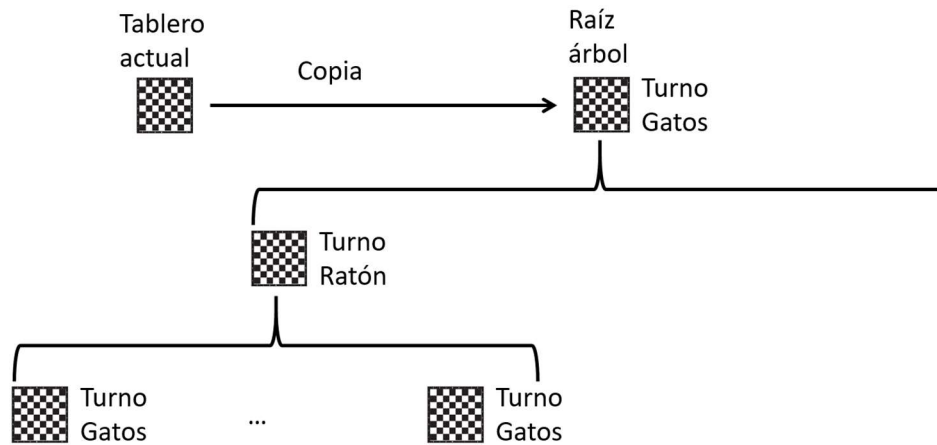 Tablero
actual
Copia
Raíz
árbol
Turno
Gatos
Turno
Ratón
Turno
Gatos
...
Turno
Gatos